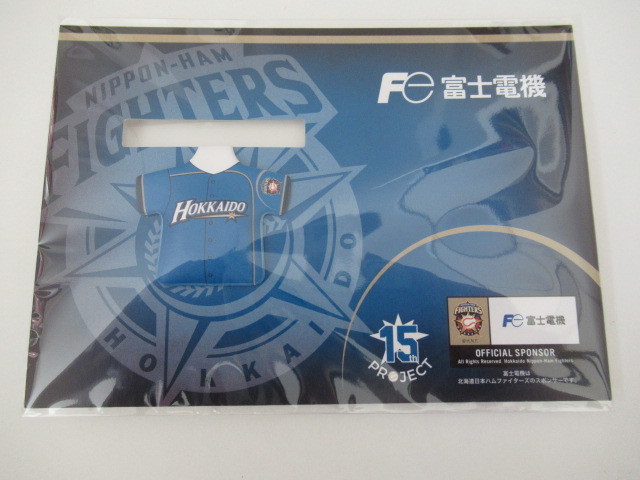 NIPPON-HAM
FIGHTERS
HOKKAIDO
Fe 富士電機
HOKKAIDO
15th
PROJECT
FIGHTERS
Fe 富士電機
OFFICIAL SPONSOR
All Rights Reserved. Hokkaido Nippon Ham Fighters
富士電機は
北海道日本ハムファイターズのスポンサーです。